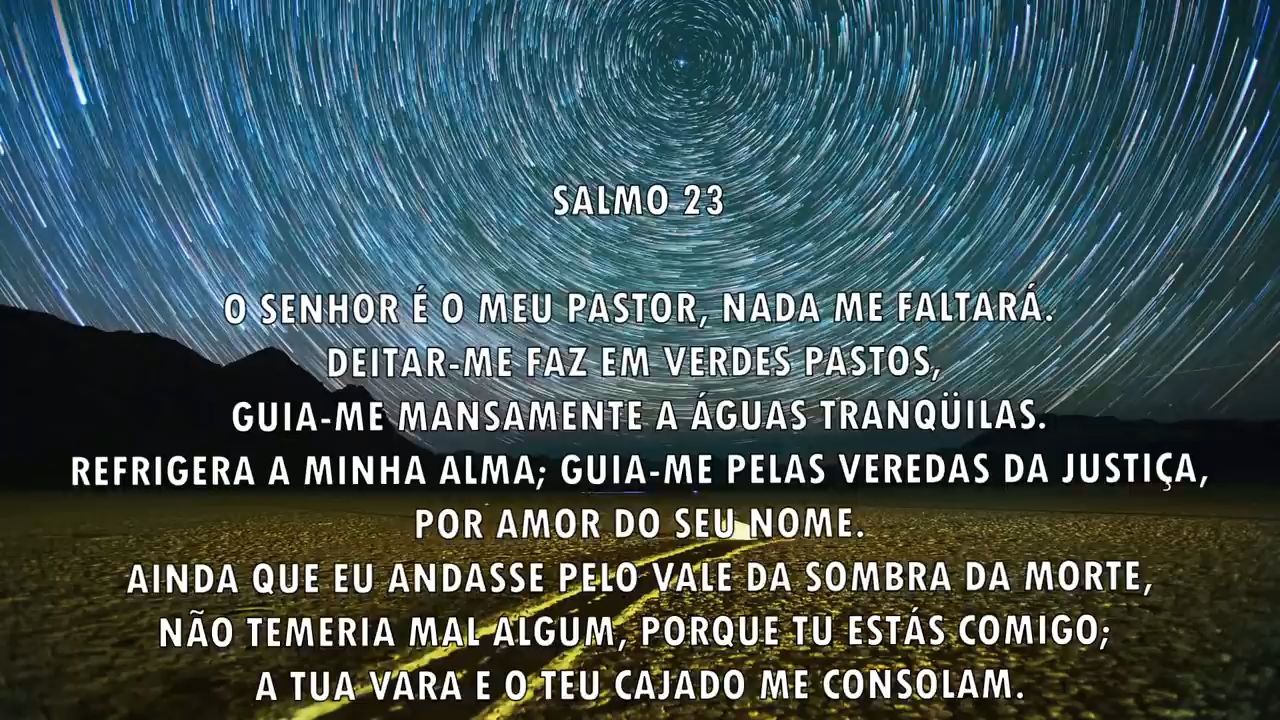 SALMO 23
O SENHOR É O MEU PASTOR, NADA ME FALTARÁ.
DEITAR-ME FAZ EM VERDES PASTOS,
GUIA-ME MANSAMENTE A ÁGUAS TRANQÜILAS.
REFRIGERA A MINHA ALMA; GUIA-ME PELAS VEREDAS DA JUSTIÇA,
POR AMOR DO SEU NOME.
AINDA QUE EU ANDASSE PELO VALE DA SOMBRA DA MORTE,
NÃO TEMERIA MAL ALGUM, PORQUE TU ESTÁS COMIGO;
A TUA VARA E O TEU CAJADO ME CONSOLAM.